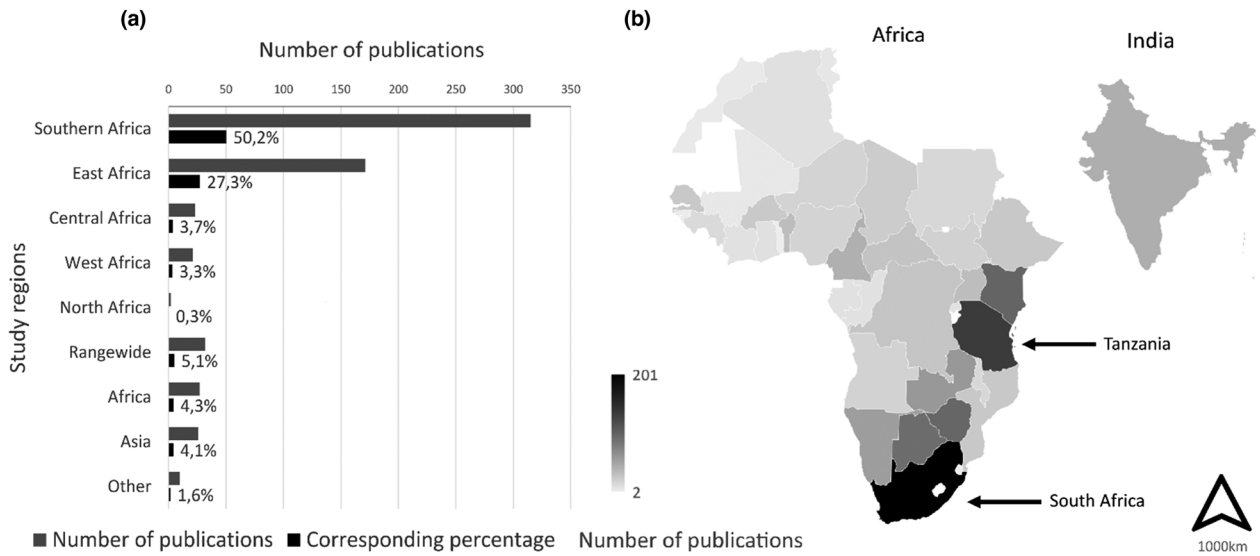 (a)
Number of publications
0 50 100 150 200 250 300 350
Study regions
Southern Africa 50,2%
East Africa 27,3%
Central Africa 3,7%
West Africa 3,3%
North Africa 0,3%
Rangewide 5,1%
Africa 4,3%
Asia 4,1%
Other 1,6%
Number of publications Corresponding percentage
(b)
Africa
India
Tanzania
South Africa
201
2
Number of publications
1000km